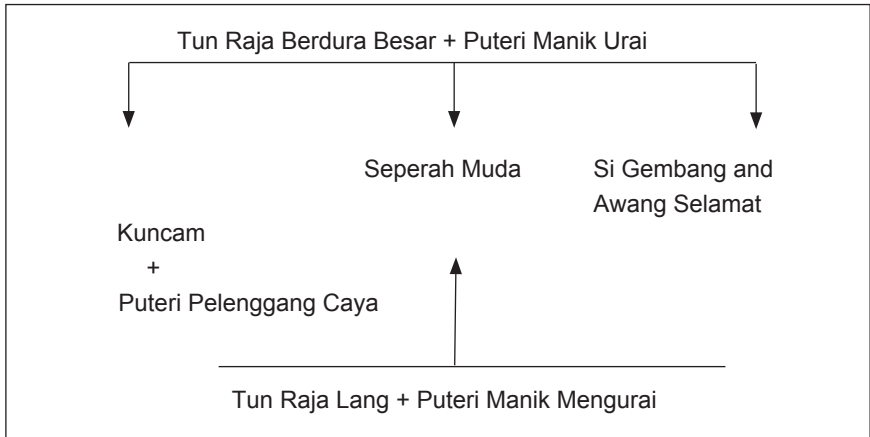 Tun Raja Berdura Besar + Puteri Manik Urai
Seperah Muda
Si Gembang and
Awang Selamat
Kuncam
+
Puteri Pelenggang Caya
Tun Raja Lang + Puteri Manik Mengurai